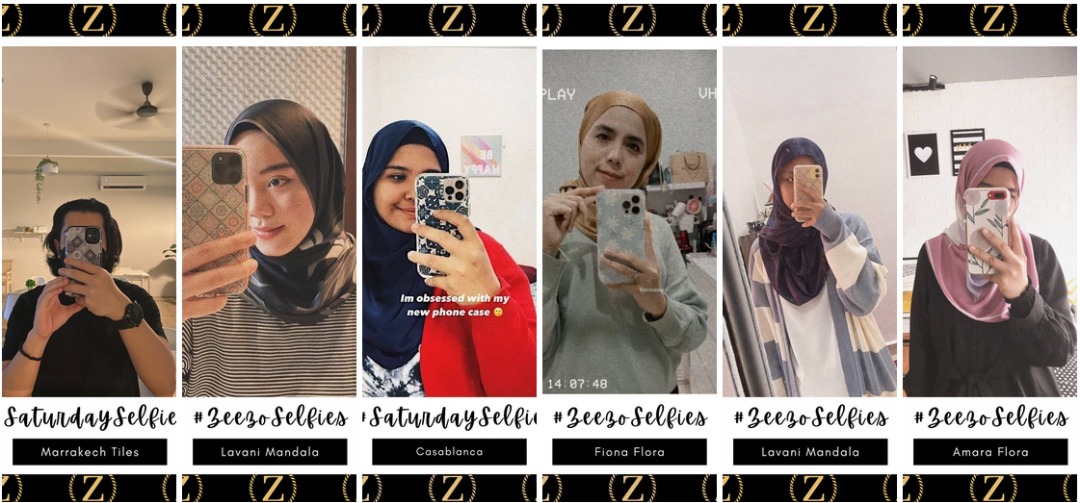 Z Z Z Z Z Z
BE
HAPPY
Im obsessed with my
new phone case
PLAY
VH
14:07:48
SaturdaySelfie
Marrakech Tiles
#ZeezoSelfies
Lavani Mandala
#SaturdaySelfie
Casablanca
#ZeezoSelfies
Fiona Flora
#ZeezoSelfies
Lavani Mandala
#ZeezoSelfies
Amara Flora
Z Z Z Z Z Z